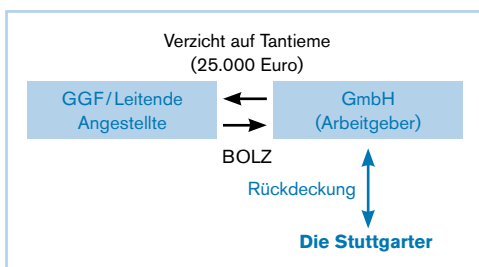 Verzicht auf Tantieme
(25.000 Euro)
GGF/Leitende
Angestellte
GmbH
(Arbeitgeber)
BOLZ
Rückdeckung
Die Stuttgarter